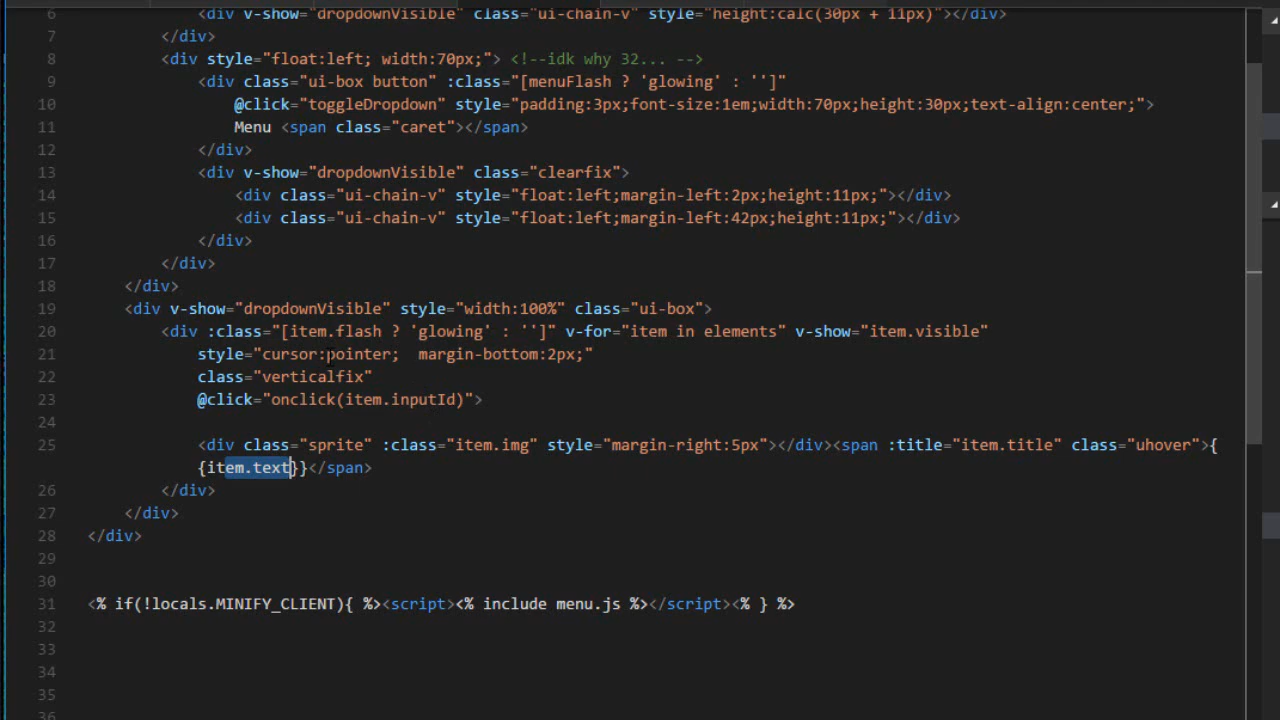 6 <div v-show="dropdownVisible" class="ui-chain-v" style="height:calc(30px + 11px)"></div>
7 </div>
8 <div style="float:left; width:70px;"> <!--idk why 32... -->
9 <div class="ui-box button" :class="[menuFlash ? 'glowing' : '']"
10 @click="toggleDropdown" style="padding:3px;font-size:1em;width:70px;height:30px;text-align:center;">
11 Menu <span class="caret"></span>
12 </div>
13 <div v-show="dropdownVisible" class="clearfix">
14 <div class="ui-chain-v" style="float:left;margin-left:2px;height:11px;"></div>
15 <div class="ui-chain-v" style="float:left;margin-left:42px;height:11px;"></div>
16 </div>
17 </div>
18 </div>
19 <div v-show="dropdownVisible" style="width:100%" class="ui-box">
20 <div :class="[item.flash ? 'glowing' : '']" v-for="item in elements" v-show="item.visible"
21 style="cursor:pointer;  margin-bottom:2px;"
22 class="verticalfix"
23 @click="onclick(item.inputId)">
24
25 <div class="sprite" :class="item.img" style="margin-right:5px"></div><span :title="item.title" class="uhover">{
{item.text}}</span>
26 </div>
27 </div>
28 </div>
29
30
31 <% if(!locals.MINIFY_CLIENT){ %><script><% include menu.js %></script><% } %>
32
33
34
35
36